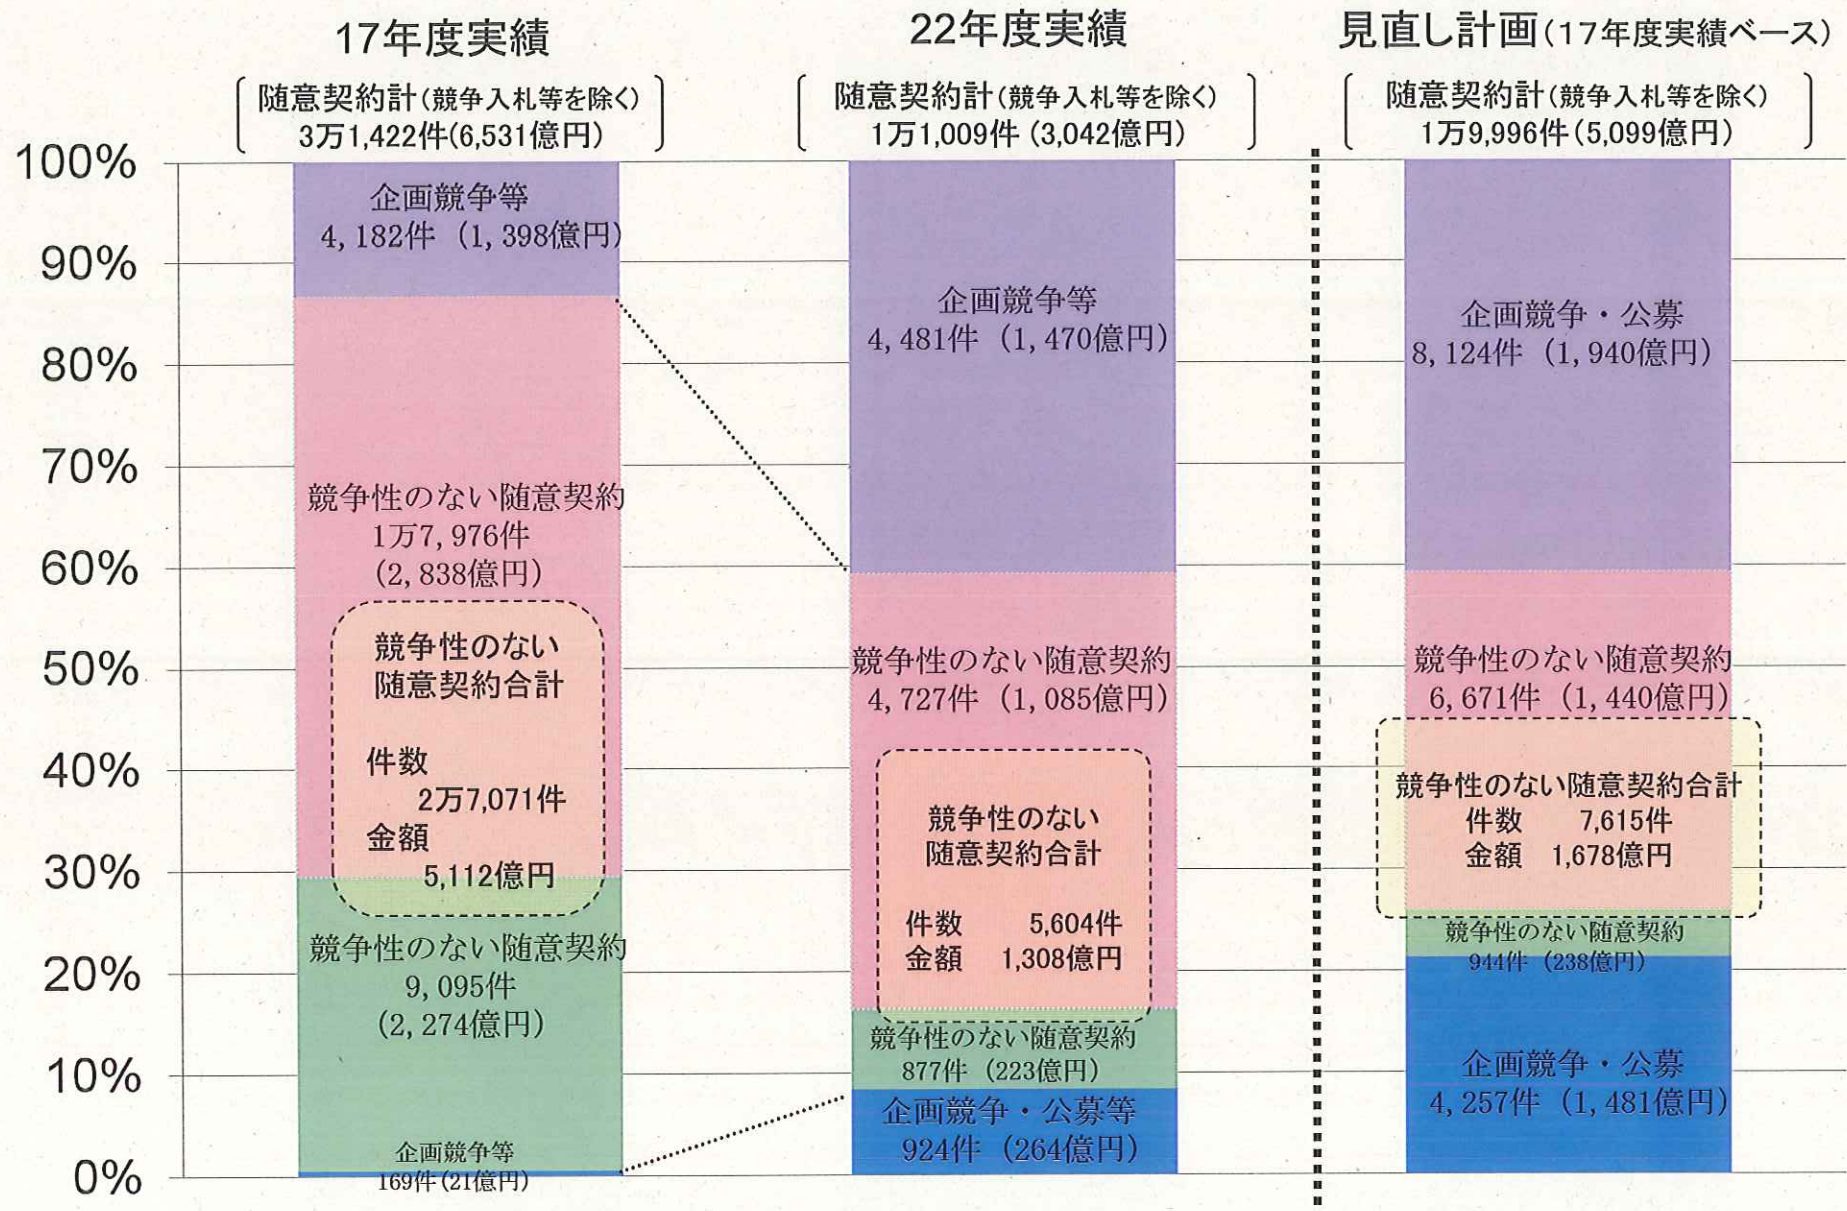 17年度実績
随意契約計(競争入札等を除く)
3万1,422件(6,531億円)
22年度実績
随意契約計(競争入札等を除く)
1万1,009件(3,042億円)
見直し計画(17年度実績ベース)
随意契約計(競争入札等を除く)
1万9,996件(5,099億円)
100%
90%
80%
70%
60%
50%
40%
30%
20%
10%
0%
企画競争等
4,182件 (1,398億円)
競争性のない随意契約
1万7,976件
(2,838億円)
競争性のない
随意契約合計
件数
2万7,071件
金額
5,112億円
競争性のない随意契約
9,095件
(2,274億円)
企画競争等
169件(21億円)
企画競争等
4,481件 (1,470億円)
競争性のない随意契約
4,727件 (1,085億円)
競争性のない
随意契約合計
件数 5,604件
金額 1,308億円
競争性のない随意契約
877件 (223億円)
企画競争・公募等
924件 (264億円)
企画競争・公募
8,124件 (1,940億円)
競争性のない随意契約
6,671件 (1,440億円)
競争性のない随意契約合計
件数 7,615件
金額 1,678億円
競争性のない随意契約
944件 (238億円)
企画競争・公募
4,257件 (1,481億円)